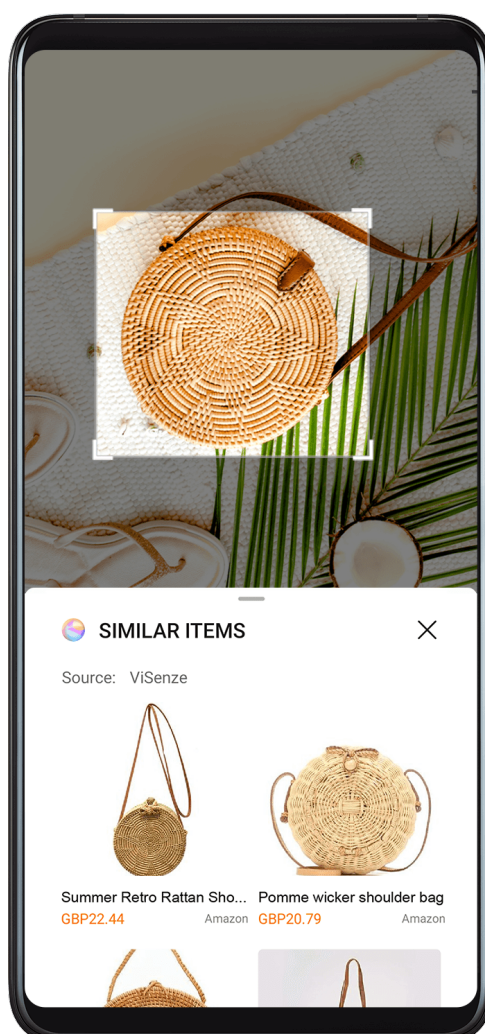 SIMILAR ITEMS
Source: ViSenze
Summer Retro Rattan Sho... Pomme wicker shoulder bag
GBP22.44 Amazon GBP20.79 Amazon